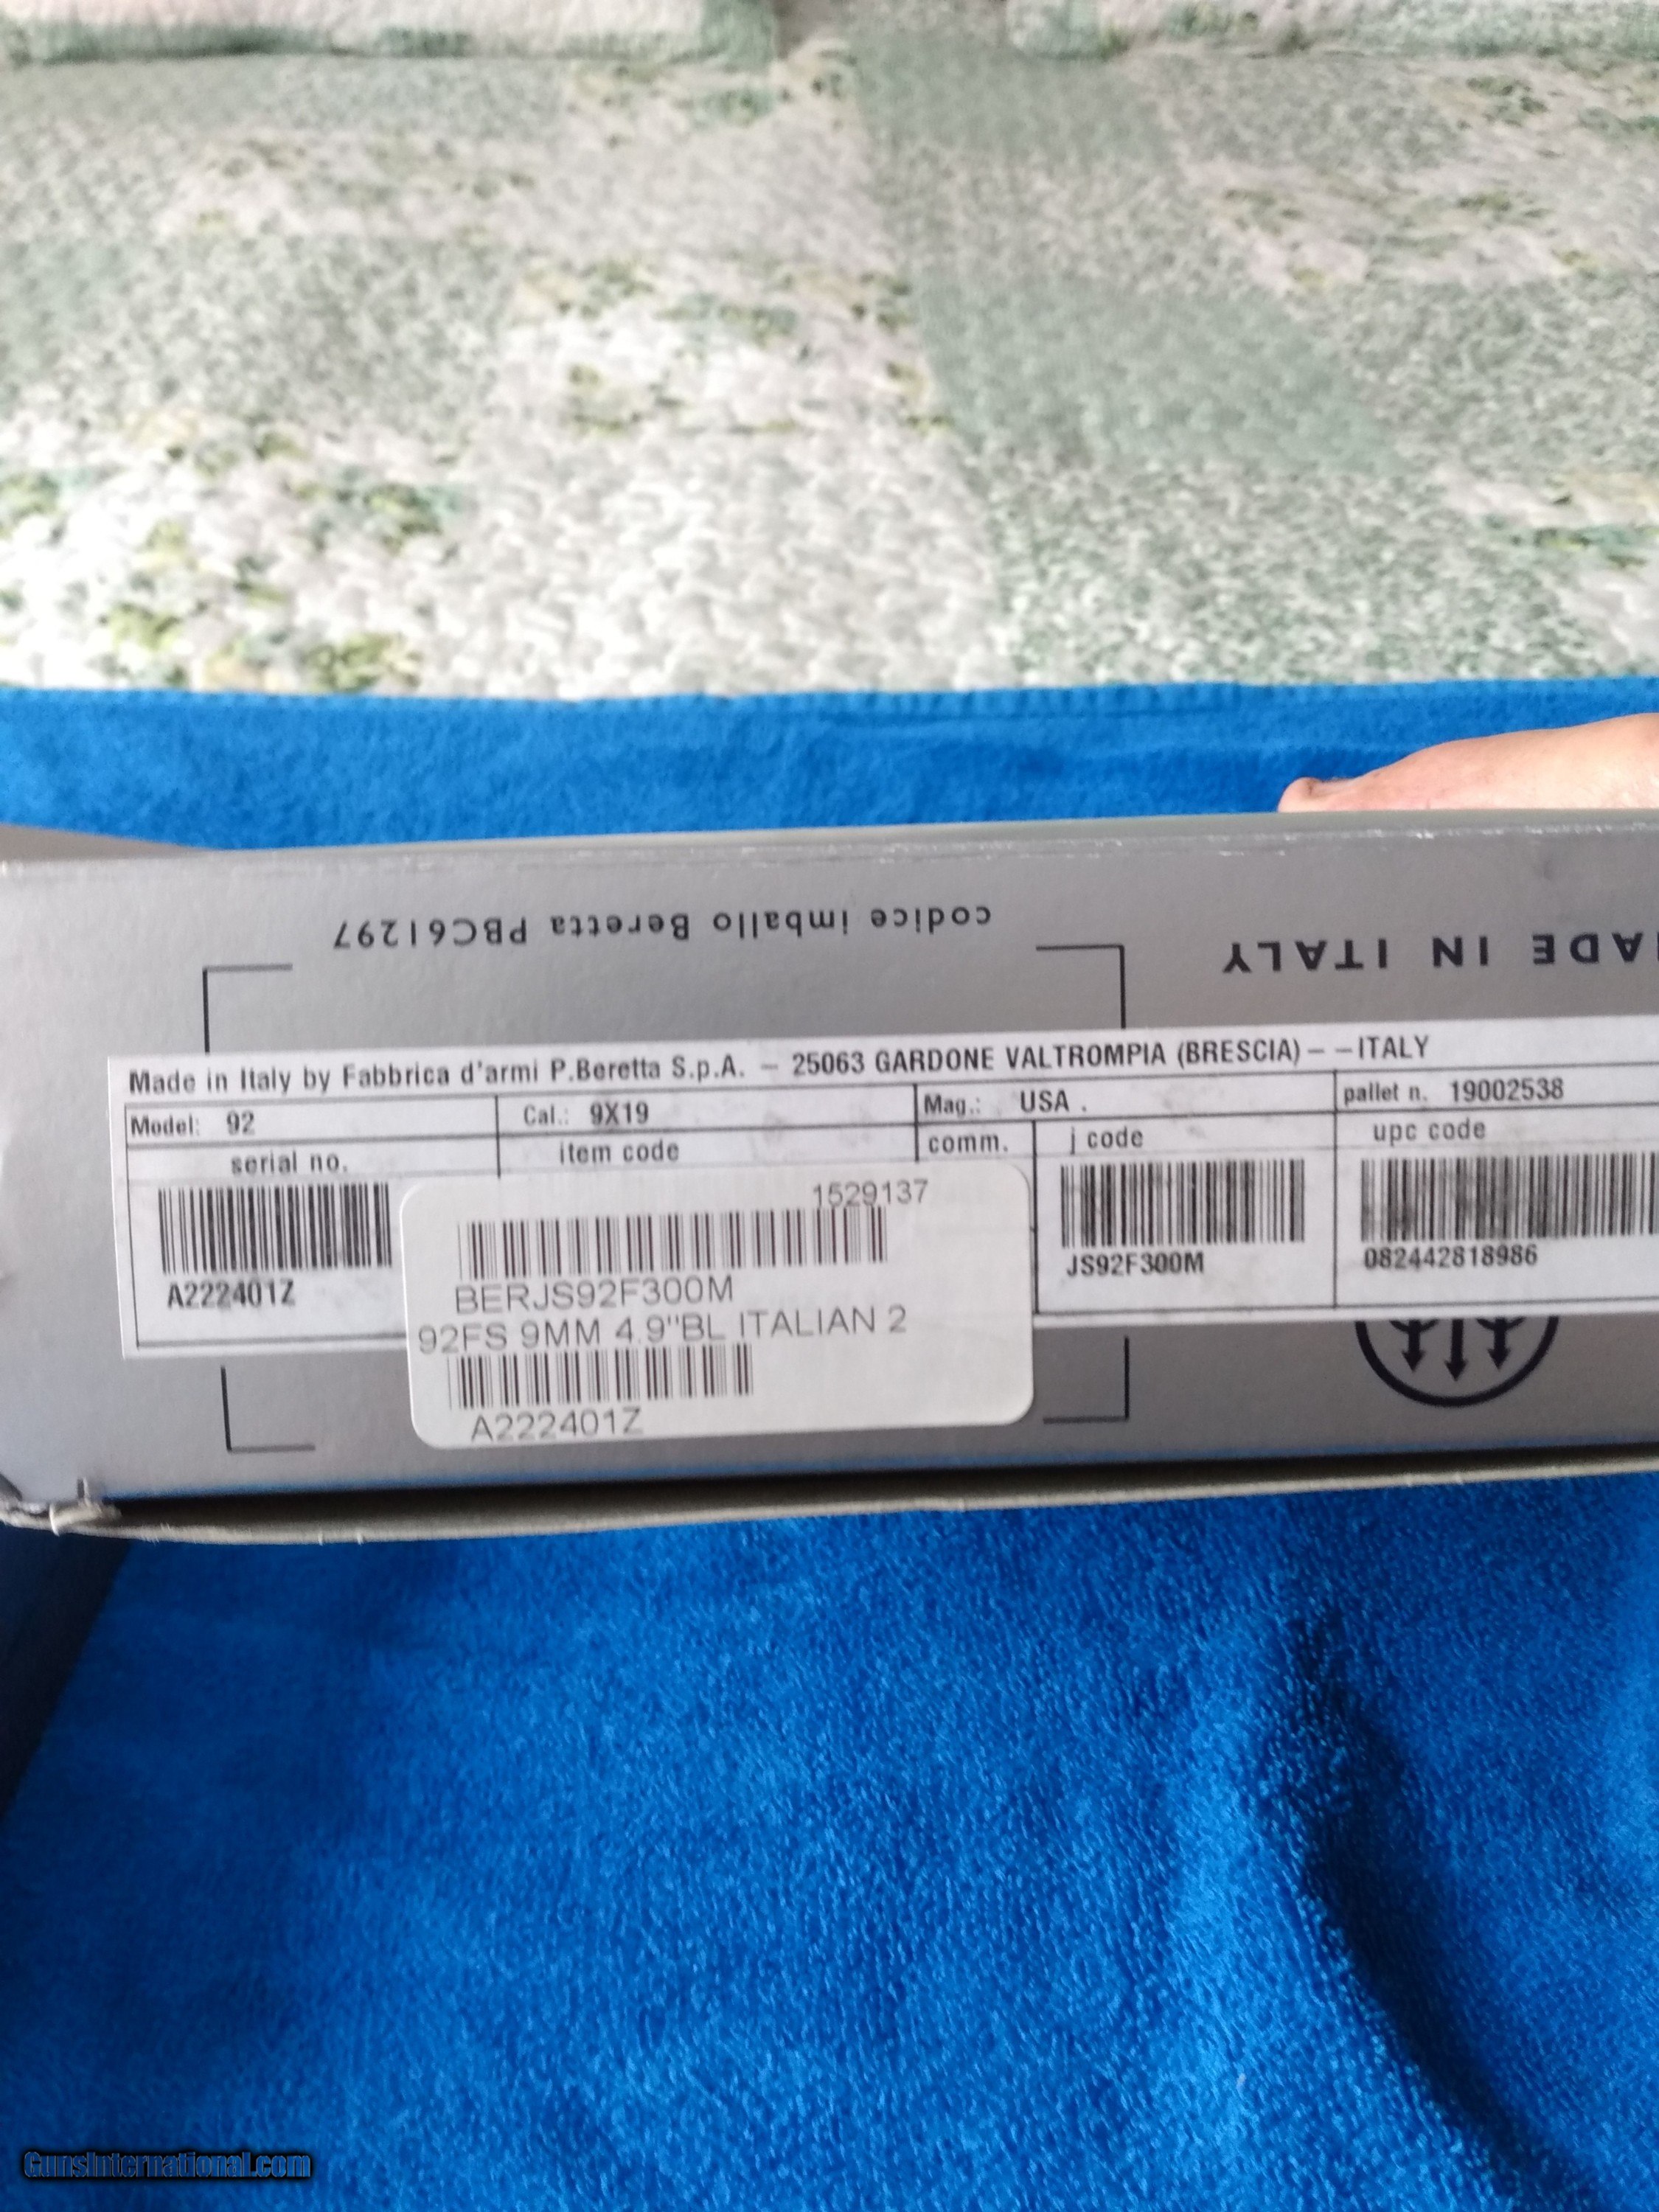 codice imballo Beretta PBC61297
MADE IN ITALY
Made in Italy by Fabbrica d'armi P.Beretta S.p.A. – 25063 GARDONE VALTROMPIA (BRESCIA)– –ITALY
Model: 92 Cal.: 9X19 Mag.: USA . pallet n. 19002538
serial no. item code comm. j code upc code
A222401Z JS92F300M 082442818986
1529137
BERJS92F300M
92FS 9MM 4.9"BL ITALIAN 2
A222401Z
GunsInternational.com